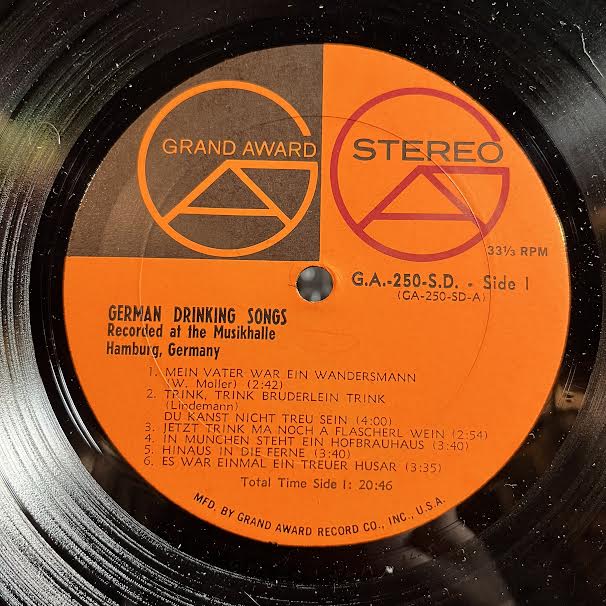 GRAND AWARD
STEREO
33⅓ RPM
G.A.-250-S.D. - Side 1
(GA-250-SD-A)
GERMAN DRINKING SONGS
Recorded at the Musikhalle
Hamburg, Germany
1. MEIN VATER WAR EIN WANDERSMANN
(W. Moller) (2:42)
2. TRINK, TRINK BRUDERLEIN TRINK
(Lindemann)
DU KANST NICHT TREU SEIN (4:00)
3. JETZT TRINK MA NOCH A FLASCHERL WEIN (2:54)
4. IN MUNCHEN STEHT EIN HOFBRAUHAUS (3:40)
5. HINAUS IN DIE FERNE (3:40)
6. ES WAR EINMAL EIN TREUER HUSAR (3:35)
Total Time Side 1: 20:46
MFD. BY GRAND AWARD RECORD CO., INC., U.S.A.